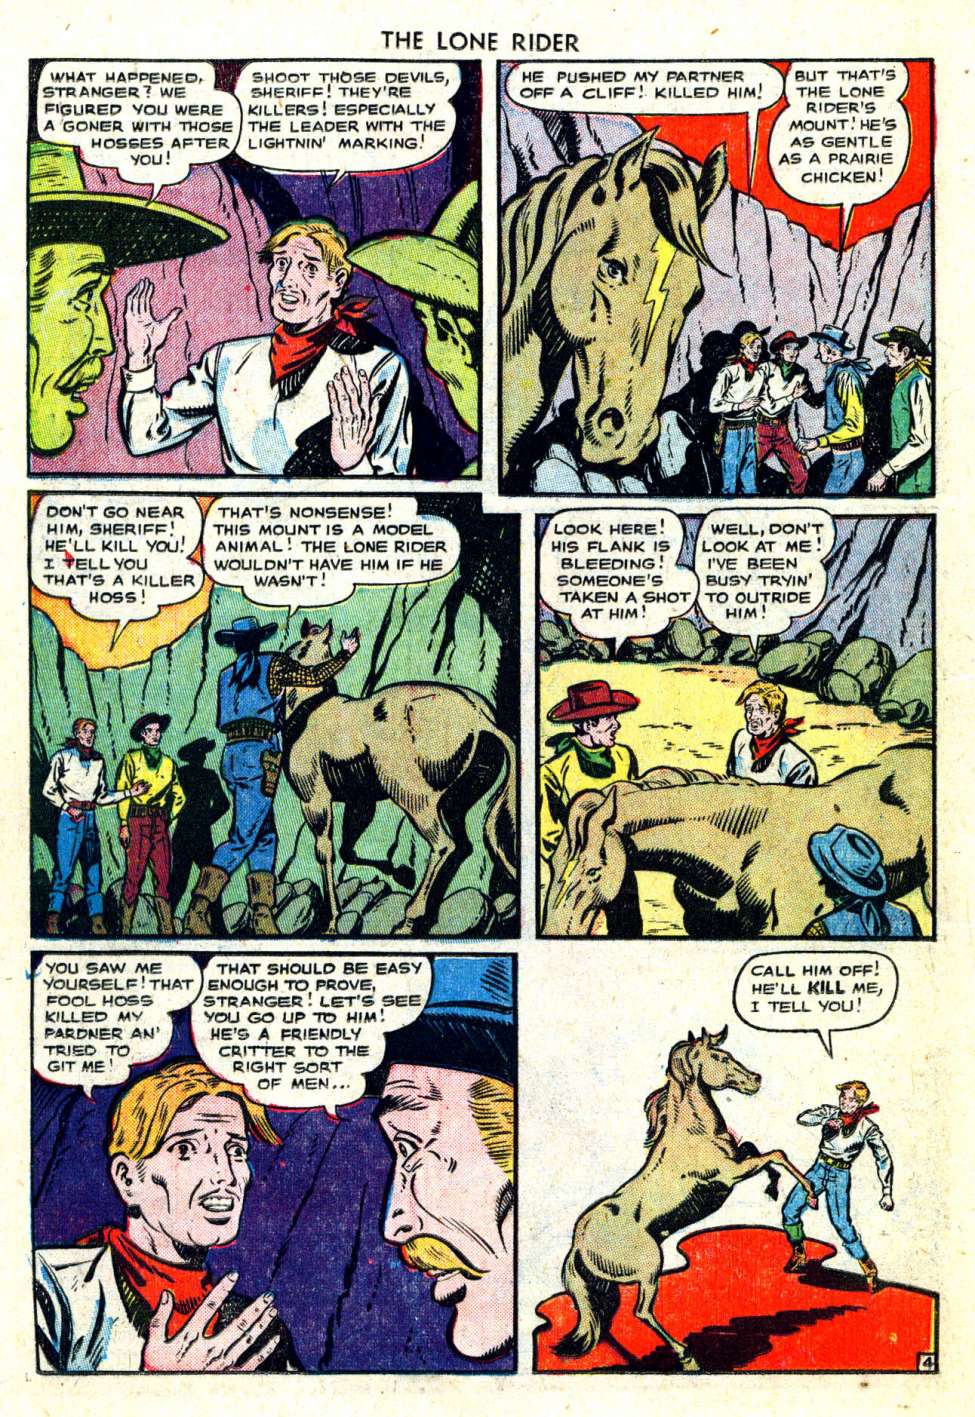 THE LONE RIDER
WHAT HAPPENED,
STRANGER? WE
FIGURED YOU WERE
A GONER WITH THOSE
HOSSES AFTER
YOU!
SHOOT THOSE DEVILS,
SHERIFF! THEY'RE
KILLERS! ESPECIALLY
THE LEADER WITH THE
LIGHTNIN' MARKING!
HE PUSHED MY PARTNER
OFF A CLIFF! KILLED HIM!
BUT THAT'S
THE LONE
RIDER'S
MOUNT! HE'S
AS GENTLE
AS A PRAIRIE
CHICKEN!
DON'T GO NEAR
HIM, SHERIFF!
HE'LL KILL YOU!
I TELL YOU
THAT'S A KILLER
HOSS!
THAT'S NONSENSE!
THIS MOUNT IS A MODEL
ANIMAL! THE LONE RIDER
WOULDN'T HAVE HIM IF HE
WASN'T!
LOOK HERE!
HIS FLANK IS
BLEEDING!
SOMEONE'S
TAKEN A SHOT
AT HIM!
WELL, DON'T
LOOK AT ME!
I'VE BEEN
BUSY TRYIN'
TO OUTRIDE
HIM!
YOU SAW ME
YOURSELF! THAT
FOOL HOSS
KILLED MY
PARDNER AN'
TRIED TO
GIT ME!
THAT SHOULD BE EASY
ENOUGH TO PROVE,
STRANGER! LET'S SEE
YOU GO UP TO HIM!
HE'S A FRIENDLY
CRITTER TO THE
RIGHT SORT
OF MEN...
CALL HIM OFF!
HE'LL KILL ME,
I TELL YOU!
4